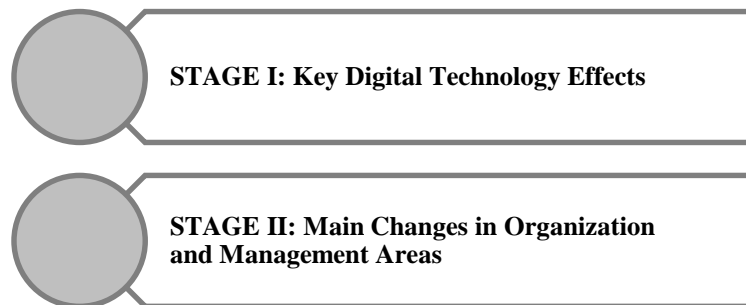 STAGE I: Key Digital Technology Effects
STAGE II: Main Changes in Organization
and Management Areas